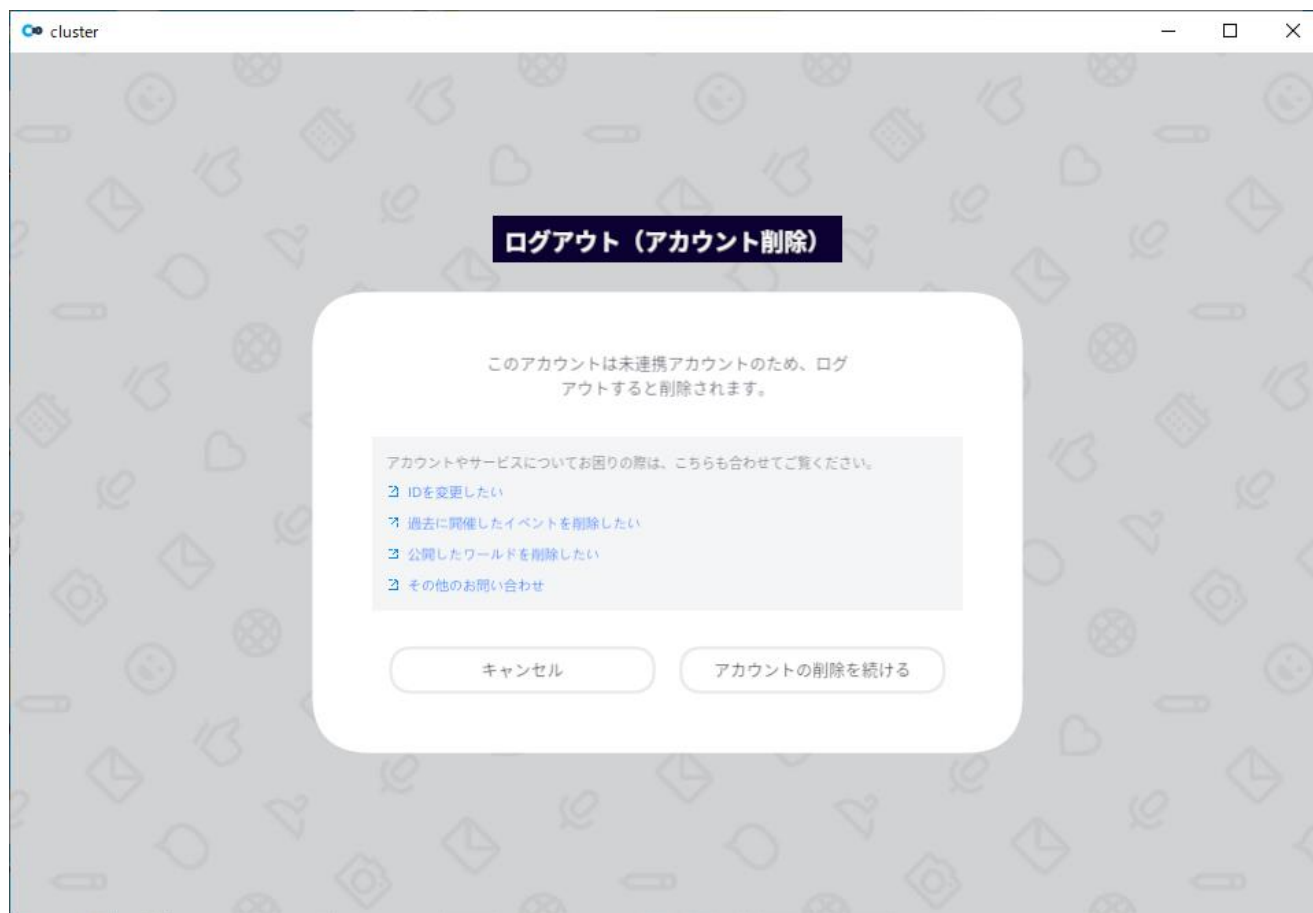 cluster
ログアウト（アカウント削除）
このアカウントは未連携アカウントのため、ログ
アウトすると削除されます。
アカウントやサービスについてお困りの際は、こちらも合わせてご覧ください。
IDを変更したい
過去に開催したイベントを削除したい
公開したワールドを削除したい
その他のお問い合わせ
キャンセル
アカウントの削除を続ける